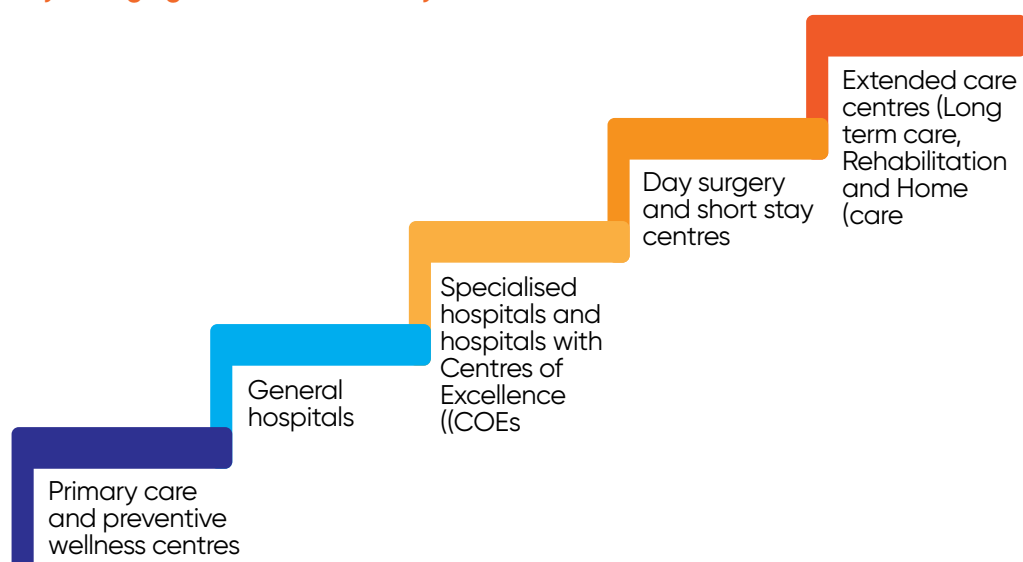 Extended care
centres (Long
term care,
Rehabilitation
and Home
(care
Day surgery
and short stay
centres
Specialised
hospitals and
hospitals with
Centres of
Excellence
((COEs
General
hospitals
Primary care
and preventive
wellness centres